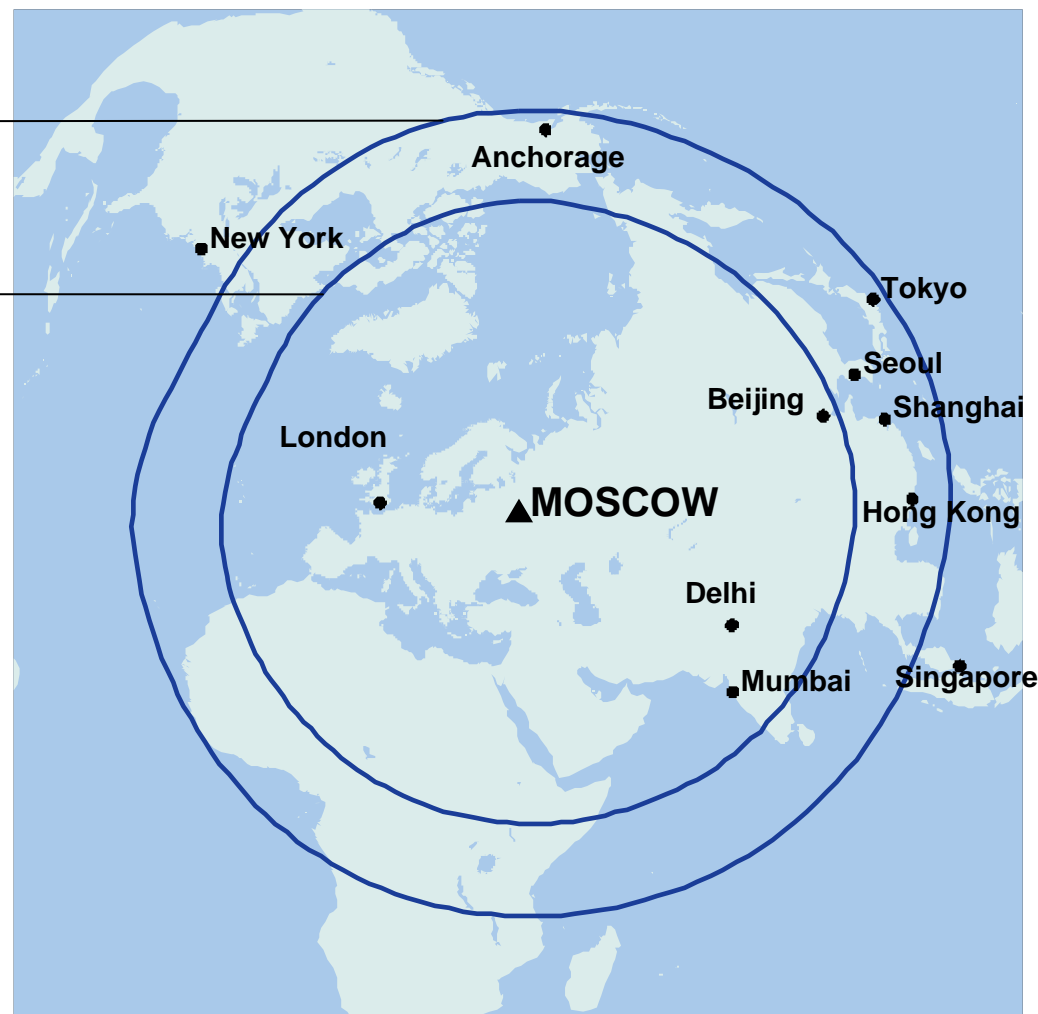 Anchorage
New York
Tokyo
Seoul
Beijing
Shanghai
London
MOSCOW
Hong Kong
Delhi
Singapore
Mumbai